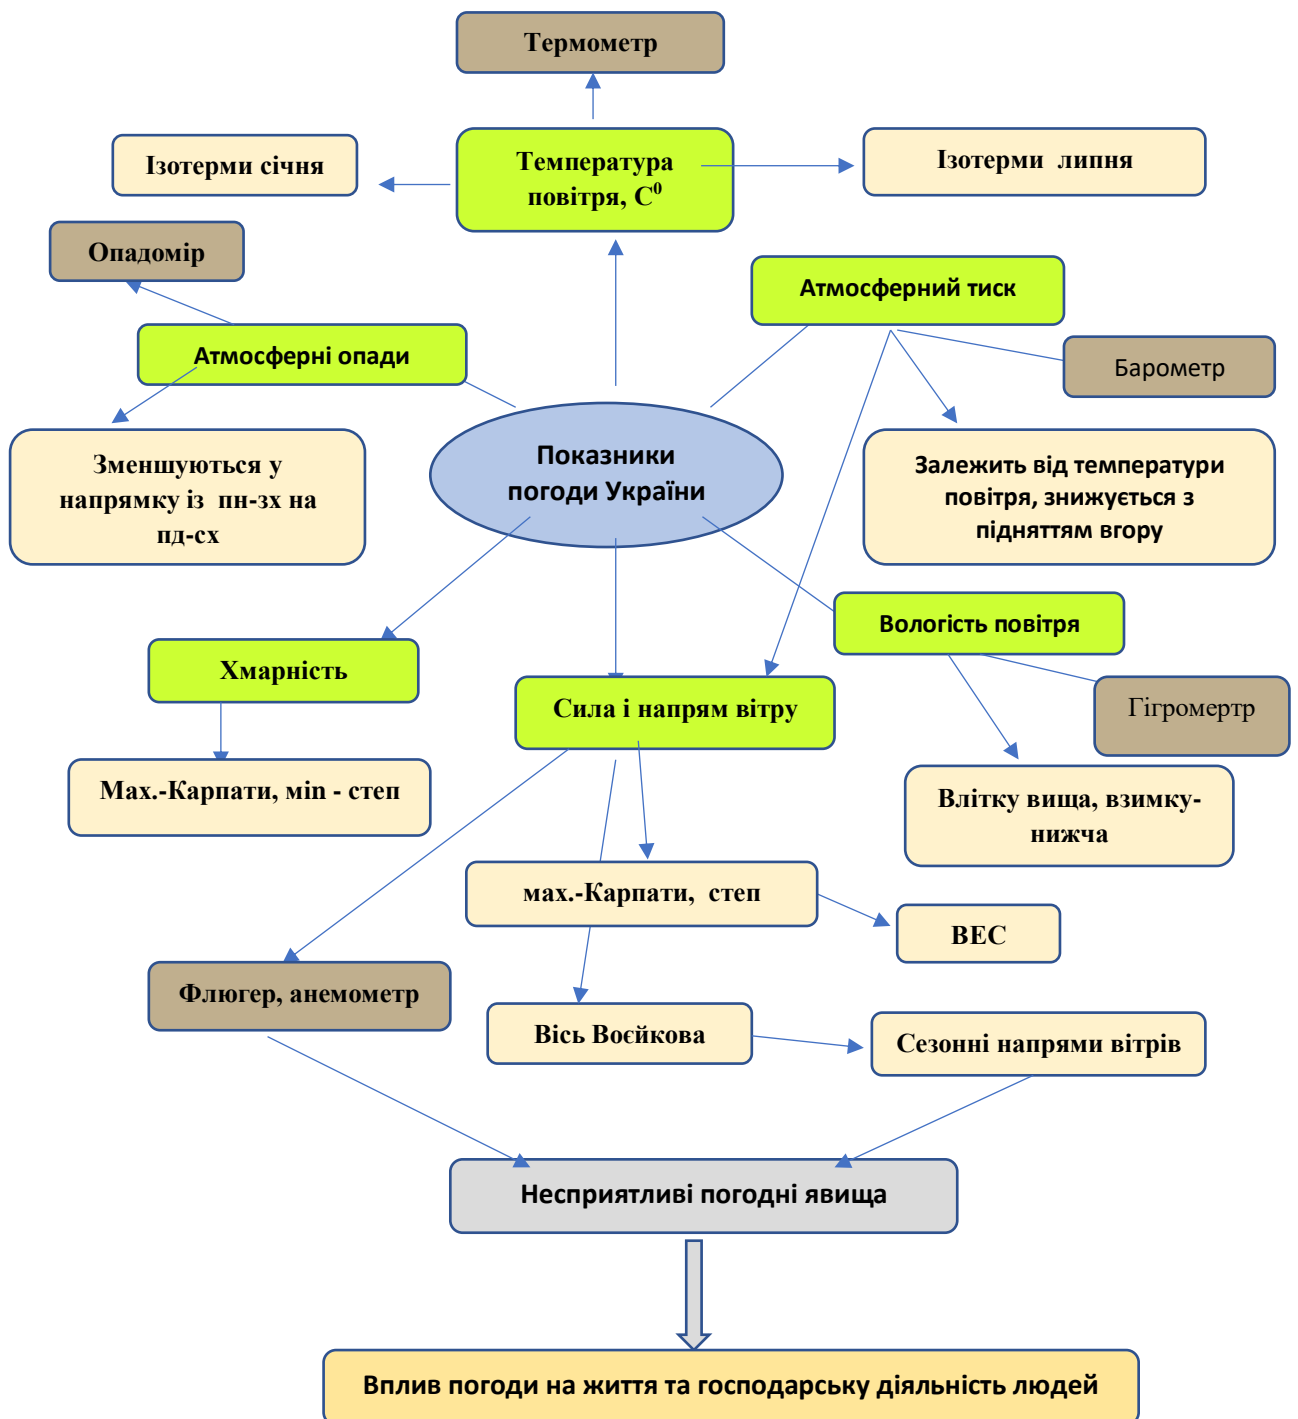 Термометр
Ізотерми січня
Температура
повітря, С⁰
Ізотерми липня
Опадомір
Атмосферний тиск
Атмосферні опади
Барометр
Зменшуються у
напрямку із пн-зх на
пд-сх
Показники
погоди України
Залежить від температури
повітря, знижується з
підняттям вгору
Вологість повітря
Хмарність
Сила і напрям вітру
Гігромертр
Мах.-Карпати, міn - степ
Влітку вища, взимку-
нижча
мах.-Карпати, степ
ВЕС
Флюгер, анемометр
Вісь Воєйкова
Сезонні напрями вітрів
Несприятливі погодні явища
Вплив погоди на життя та господарську діяльність людей